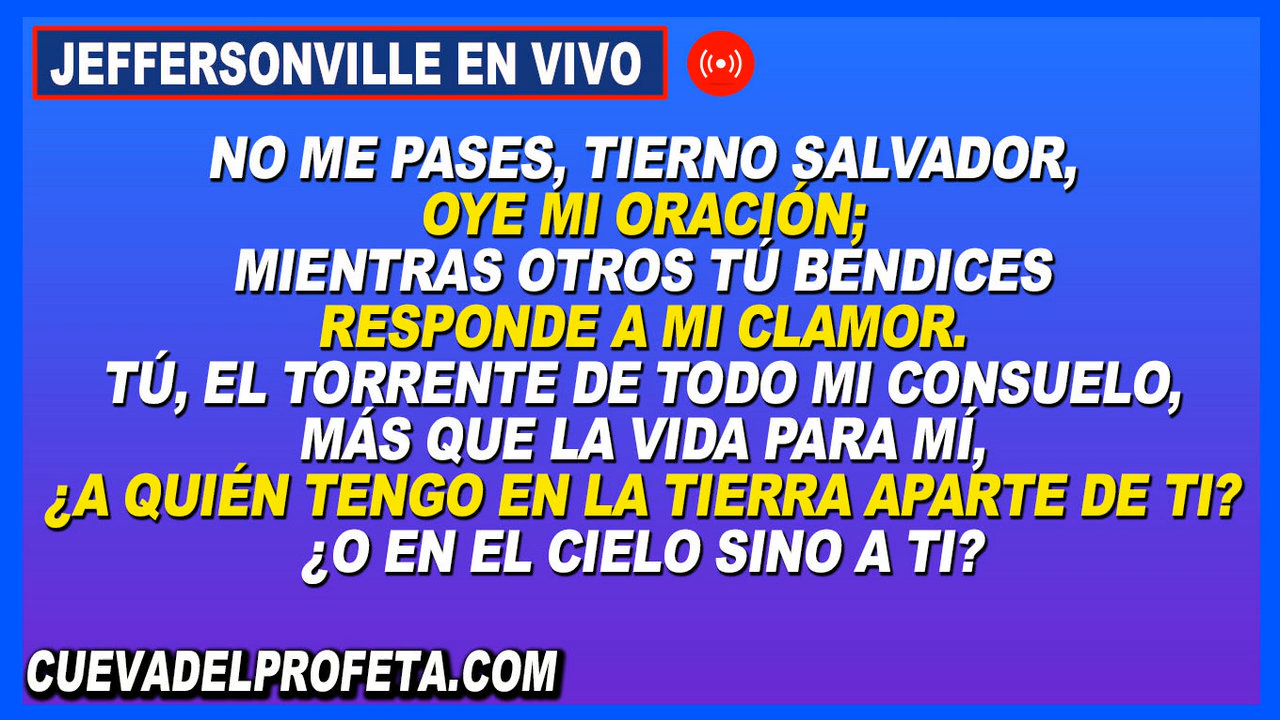 JEFFERSONVILLE EN VIVO
NO ME PASES, TIERNO SALVADOR,
OYE MI ORACIÓN;
MIENTRAS OTROS TÚ BENDICES
RESPONDE A MI CLAMOR.
TÚ, EL TORRENTE DE TODO MI CONSUELO,
MÁS QUE LA VIDA PARA MÍ,
¿A QUIÉN TENGO EN LA TIERRA APARTE DE TI?
¿O EN EL CIELO SINO A TI?
CUEVADELPROFETA.COM